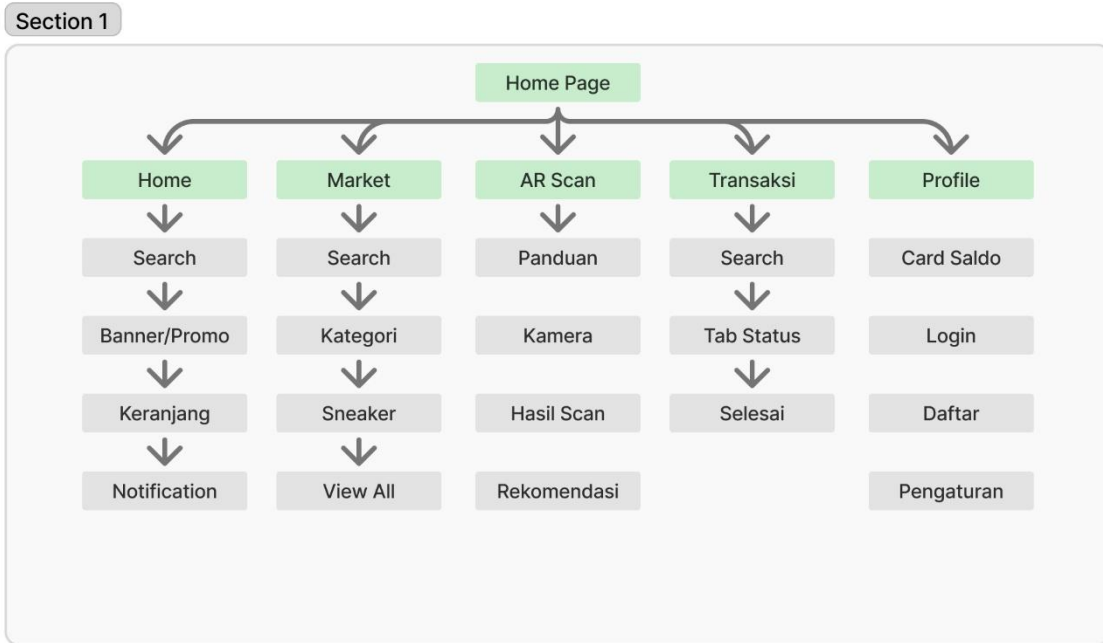 Section 1
Home Page
Home
Market
AR Scan
Transaksi
Profile
Search
Search
Panduan
Search
Card Saldo
Banner/Promo
Kategori
Kamera
Tab Status
Login
Keranjang
Sneaker
Hasil Scan
Selesai
Daftar
Notification
View All
Rekomendasi
Pengaturan